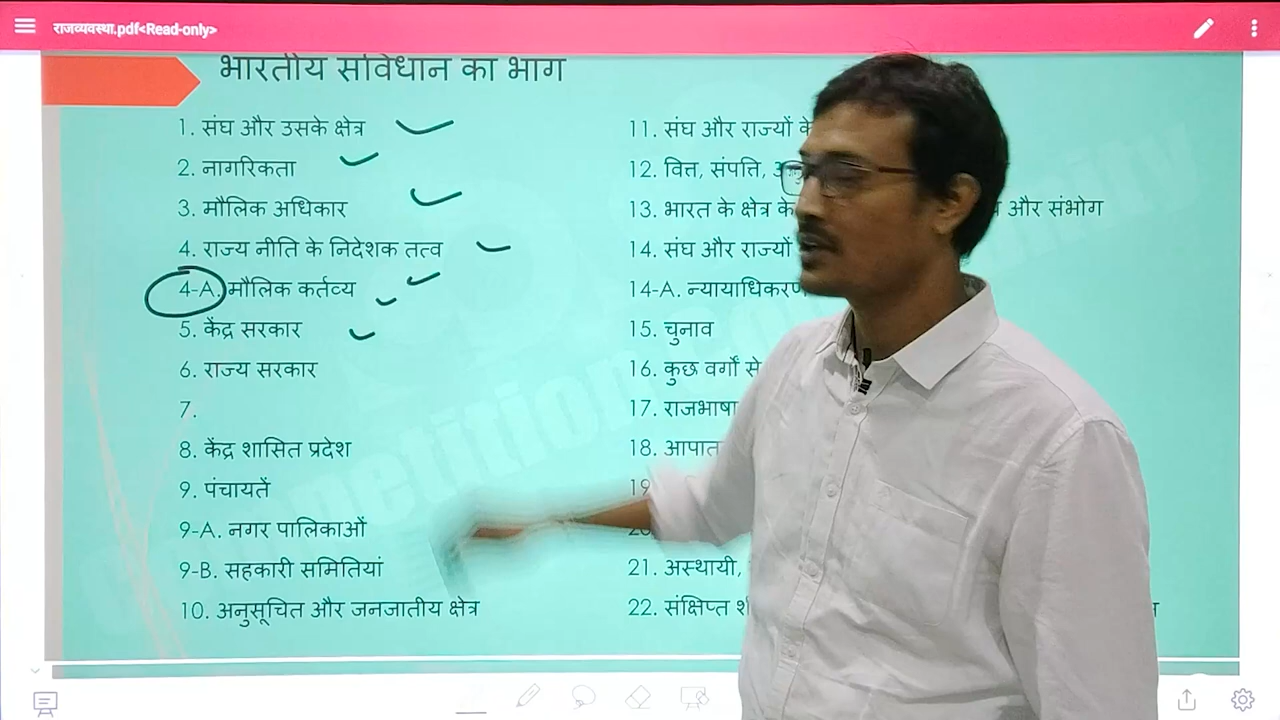 राजव्यवस्था.pdf<Read-only>
भारतीय संविधान का भाग
1. संघ और उसके क्षेत्र
2. नागरिकता
3. मौलिक अधिकार
4. राज्य नीति के निदेशक तत्व
4-A. मौलिक कर्तव्य
5. केंद्र सरकार
6. राज्य सरकार
7.
8. केंद्र शासित प्रदेश
9. पंचायतें
9-A. नगर पालिकाओं
9-B. सहकारी समितियां
10. अनुसूचित और जनजातीय क्षेत्र
11. संघ और राज्यों के
12. वित्त, संपत्ति,
13. भारत के क्षेत्र के और संभोग
14. संघ और राज्यों
14-A. न्यायाधिकरण
15. चुनाव
16. कुछ वर्गों से
17. राजभाषा
18.
19
20.
21. अस्थायी,
22. संक्षिप्त